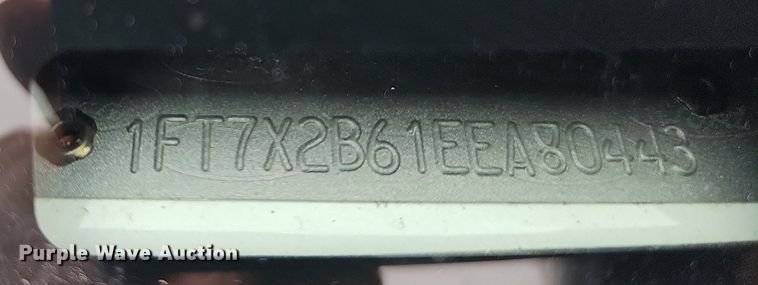 1FT7X2B61EEA80443
Purple Wave Auction